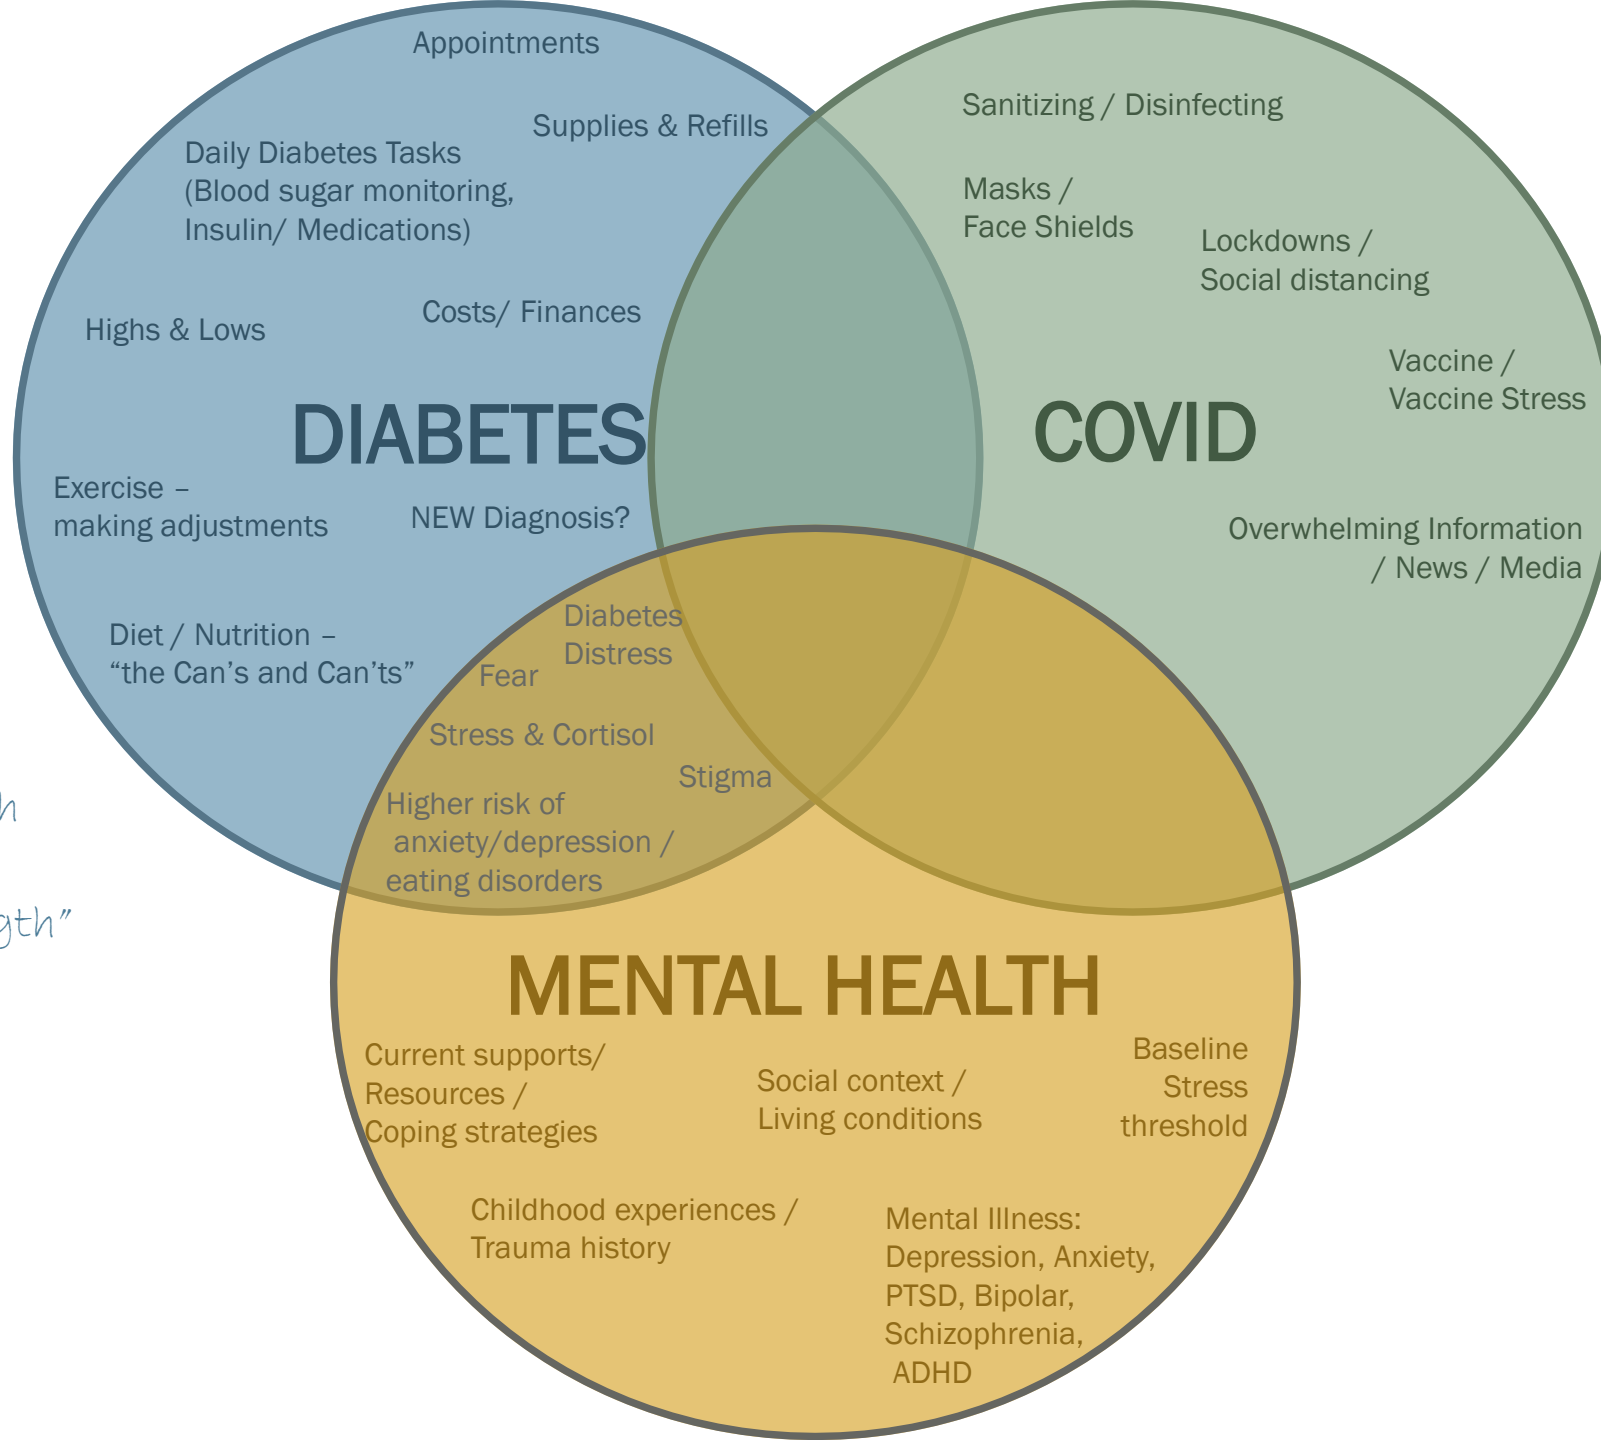 Appointments
Supplies & Refills
Daily Diabetes Tasks
(Blood sugar monitoring,
Insulin/ Medications)
Highs & Lows
Costs/ Finances
DIABETES
Exercise –
making adjustments
NEW Diagnosis?
Diet / Nutrition –
“the Can’s and Can’ts”
Sanitizing / Disinfecting
Masks /
Face Shields
Lockdowns /
Social distancing
Vaccine /
Vaccine Stress
COVID
Overwhelming Information
/ News / Media
Diabetes
Distress
Fear
Stress & Cortisol
Stigma
Higher risk of
anxiety/depression /
eating disorders
MENTAL HEALTH
Current supports/
Resources /
Coping strategies
Social context /
Living conditions
Baseline
Stress
threshold
Childhood experiences /
Trauma history
Mental Illness:
Depression, Anxiety,
PTSD, Bipolar,
Schizophrenia,
ADHD